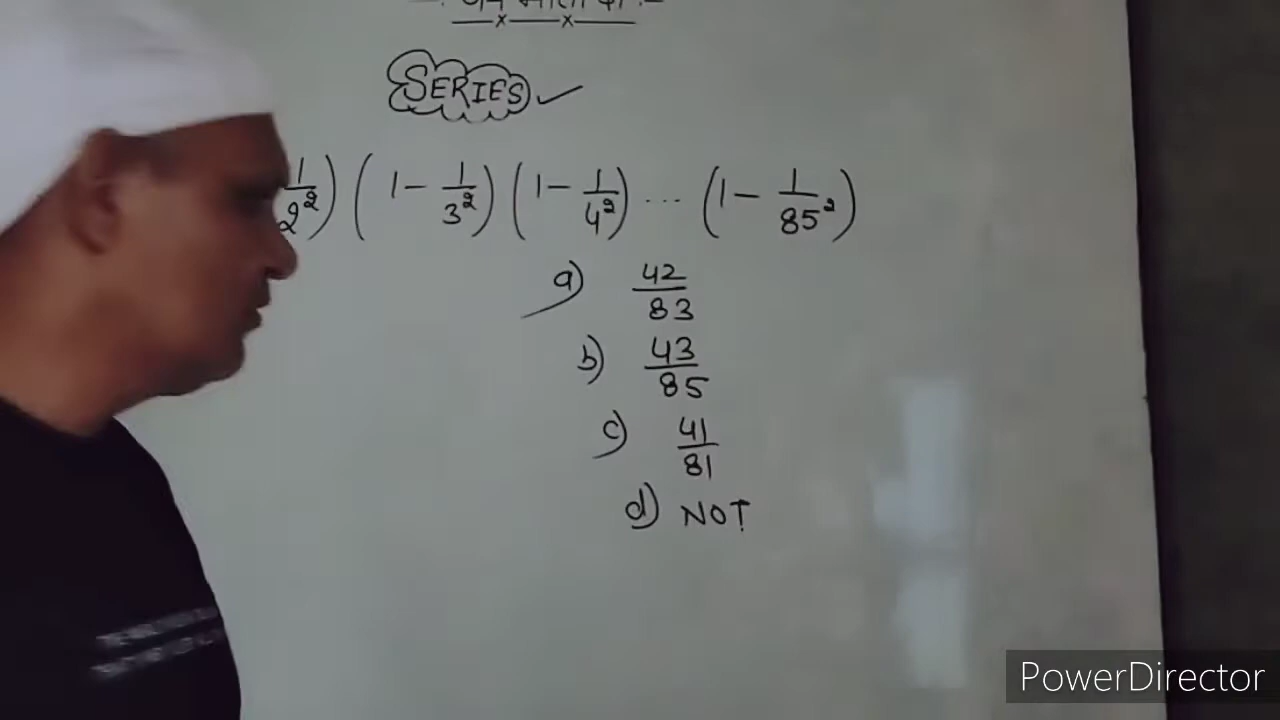 SERIES ✓
1/2²) (1 - 1/3²) (1 - 1/4²) ... (1 - 1/85²)
a) 42/83
b) 43/85
c) 41/81
d) NOT
PowerDirector